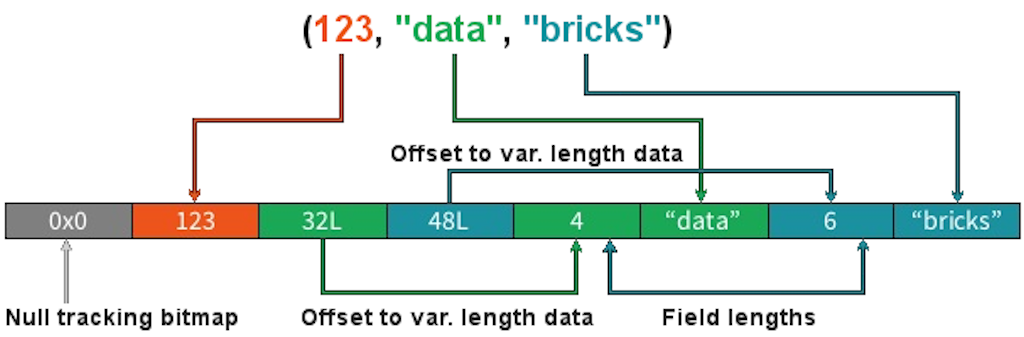 (123, "data", "bricks")
Offset to var. length data
0x0 123 32L 48L 4 “data” 6 “bricks”
Null tracking bitmap Offset to var. length data Field lengths